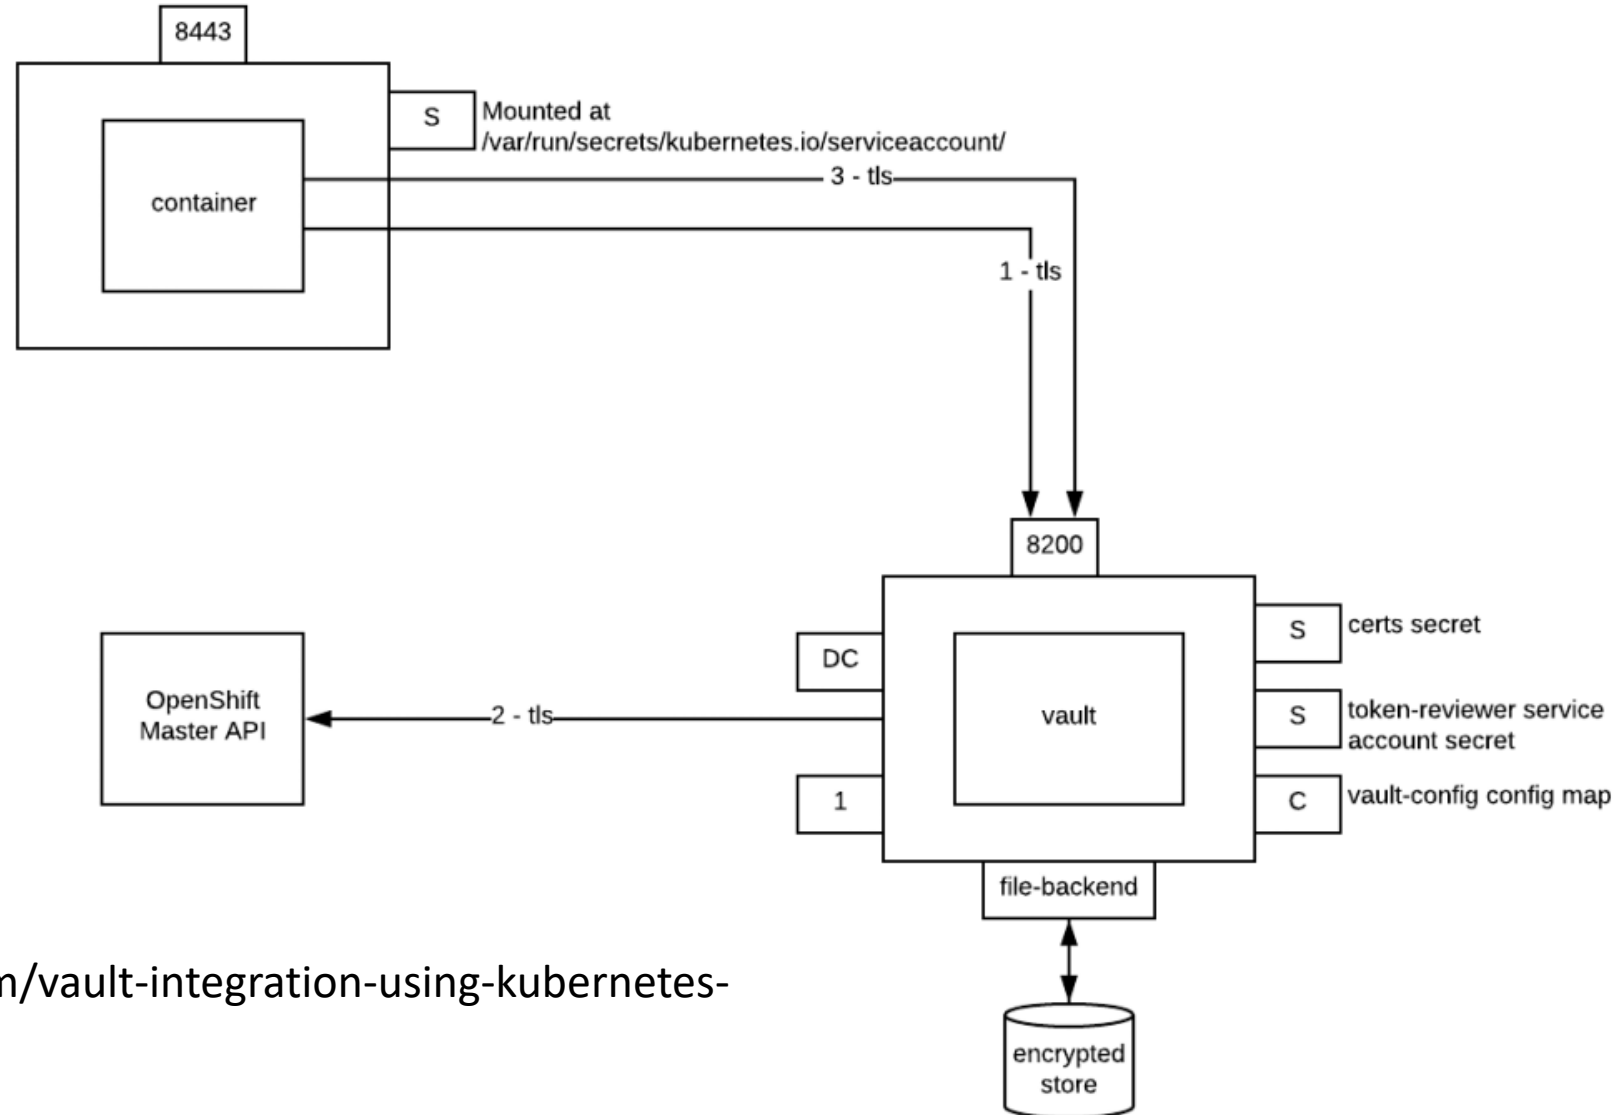 8443
S
Mounted at
/var/run/secrets/kubernetes.io/serviceaccount/
3 - tls
container
1 - tls
8200
S
certs secret
DC
OpenShift
Master API
2 - tls
vault
S
token-reviewer service
account secret
1
C
vault-config config map
file-backend
m/vault-integration-using-kubernetes-
encrypted
store